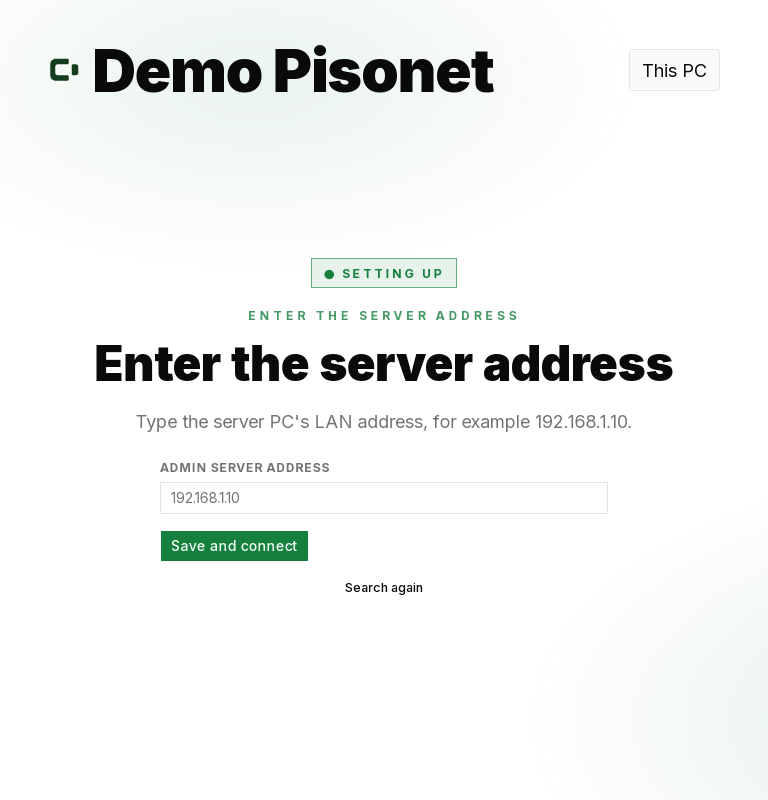 Demo Pisonet
This PC
SETTING UP
ENTER THE SERVER ADDRESS
Enter the server address
Type the server PC's LAN address, for example 192.168.1.10.
ADMIN SERVER ADDRESS
192.168.1.10
Save and connect
Search again